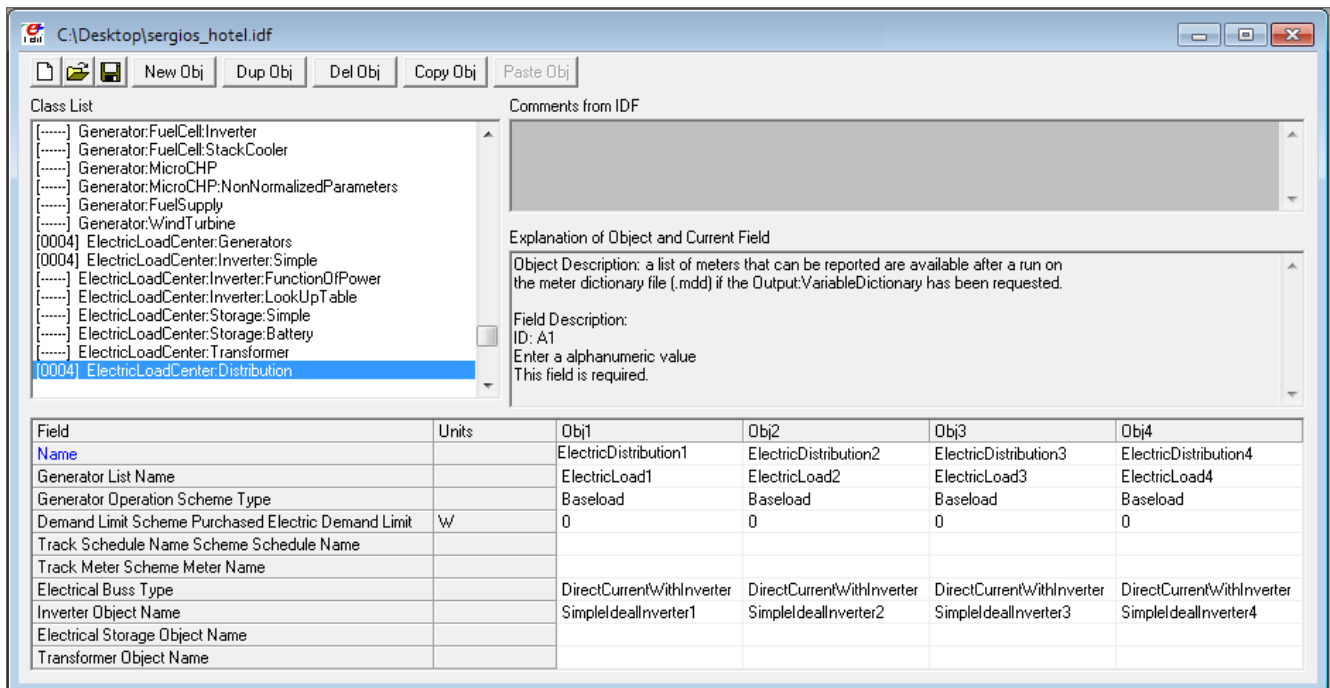 C:\Desktop\sergios_hotel.idf
New Obj Dup Obj Del Obj Copy Obj Paste Obj
Class List
[------] Generator:FuelCell:Inverter
[------] Generator:FuelCell:StackCooler
[------] Generator:MicroCHP
[------] Generator:MicroCHP:NonNormalizedParameters
[------] Generator:FuelSupply
[------] Generator:WindTurbine
[0004] ElectricLoadCenter:Generators
[0004] ElectricLoadCenter:Inverter:Simple
[------] ElectricLoadCenter:Inverter:FunctionOfPower
[------] ElectricLoadCenter:Inverter:LookUpTable
[------] ElectricLoadCenter:Storage:Simple
[------] ElectricLoadCenter:Storage:Battery
[------] ElectricLoadCenter:Transformer
[0004] ElectricLoadCenter:Distribution
Comments from IDF
Explanation of Object and Current Field
Object Description: a list of meters that can be reported are available after a run on
the meter dictionary file (.mdd) if the Output:VariableDictionary has been requested.
Field Description:
ID: A1
Enter a alphanumeric value
This field is required.
Field Units Obj1 Obj2 Obj3 Obj4
Name ElectricDistribution1 ElectricDistribution2 ElectricDistribution3 ElectricDistribution4
Generator List Name ElectricLoad1 ElectricLoad2 ElectricLoad3 ElectricLoad4
Generator Operation Scheme Type Baseload Baseload Baseload Baseload
Demand Limit Scheme Purchased Electric Demand Limit W 0 0 0 0
Track Schedule Name Scheme Schedule Name
Track Meter Scheme Meter Name
Electrical Buss Type DirectCurrentWithInverter DirectCurrentWithInverter DirectCurrentWithInverter DirectCurrentWithInverter
Inverter Object Name SimpleIdealInverter1 SimpleIdealInverter2 SimpleIdealInverter3 SimpleIdealInverter4
Electrical Storage Object Name
Transformer Object Name